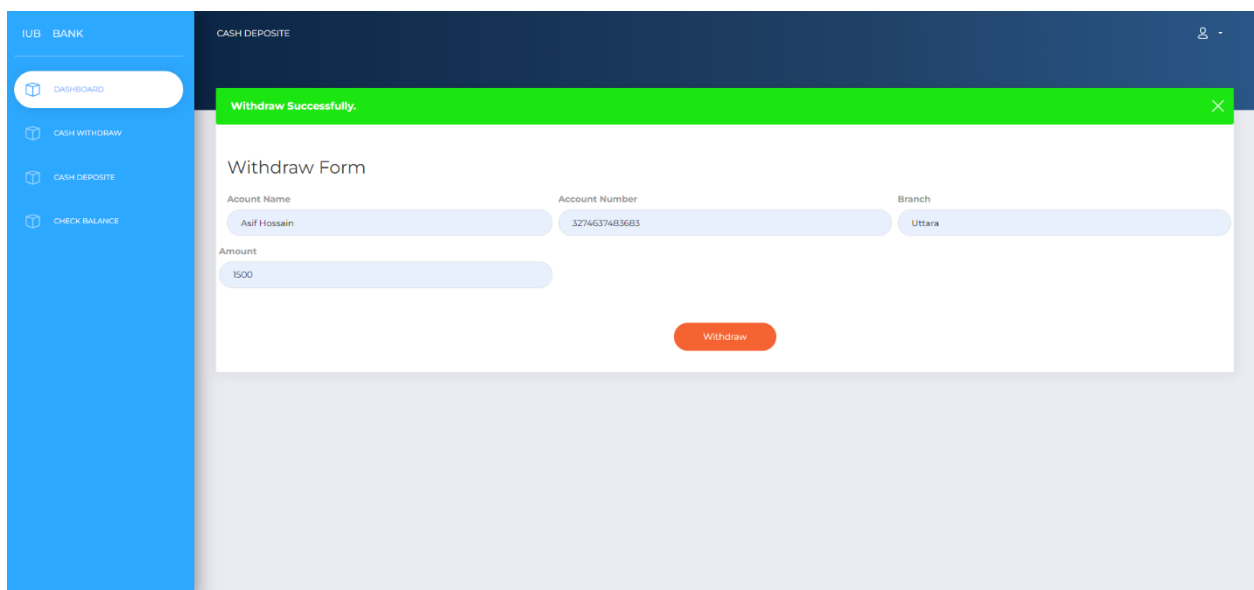 IUB BANK
DASHBOARD
CASH WITHDRAW
CASH DEPOSITE
CHECK BALANCE
CASH DEPOSITE
Withdraw Successfully.
Withdraw Form
Acount Name
Asif Hossain
Account Number
3274637483683
Branch
Uttara
Amount
1500
Withdraw